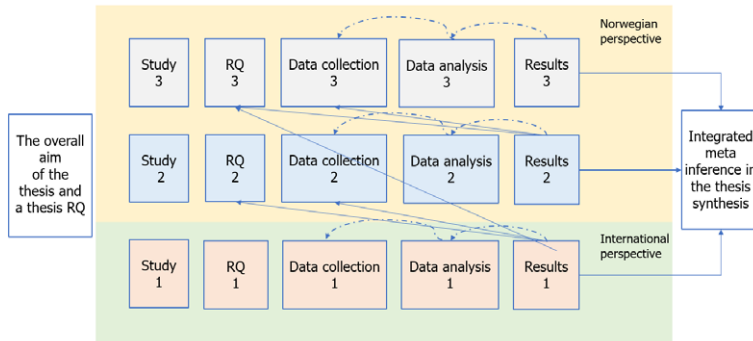 Norwegian
perspective
Study
3
RQ
3
Data collection
3
Data analysis
3
Results
3
The overall
aim
of the
thesis and
a thesis RQ
Study
2
RQ
2
Data collection
2
Data analysis
2
Results
2
Integrated
meta
inference in
the thesis
synthesis
International
perspective
Study
1
RQ
1
Data collection
1
Data analysis
1
Results
1